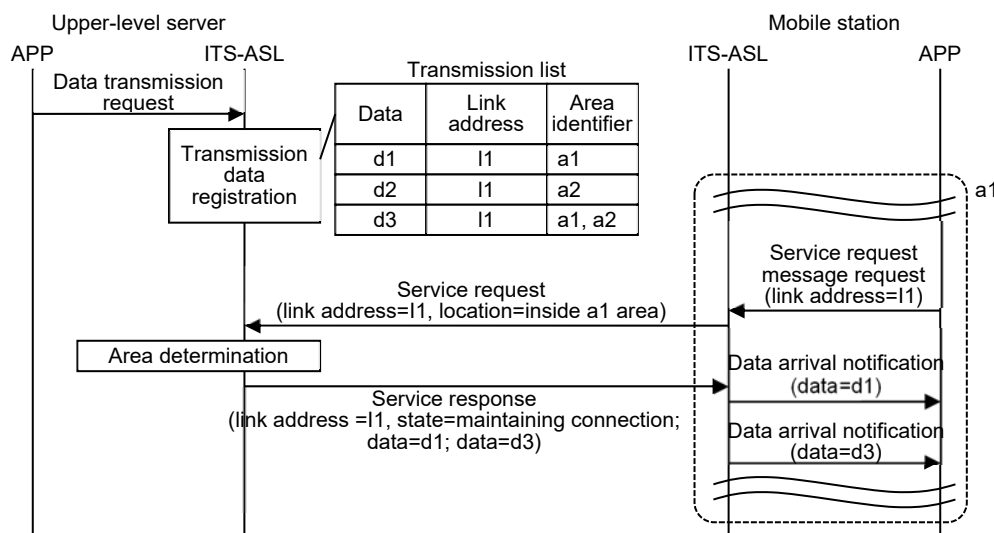 Upper-level server
Mobile station
APP
ITS-ASL
ITS-ASL
APP
Data transmission
request
Transmission list
Data
Link
address
Area
identifier
d1
l1
a1
d2
l1
a2
d3
l1
a1, a2
Transmission
data
registration
a1
Service request
message request
(link address=l1)
Service request
(link address=l1, location=inside a1 area)
Area determination
Data arrival notification
(data=d1)
Service response
(link address =l1, state=maintaining connection;
data=d1; data=d3)
Data arrival notification
(data=d3)